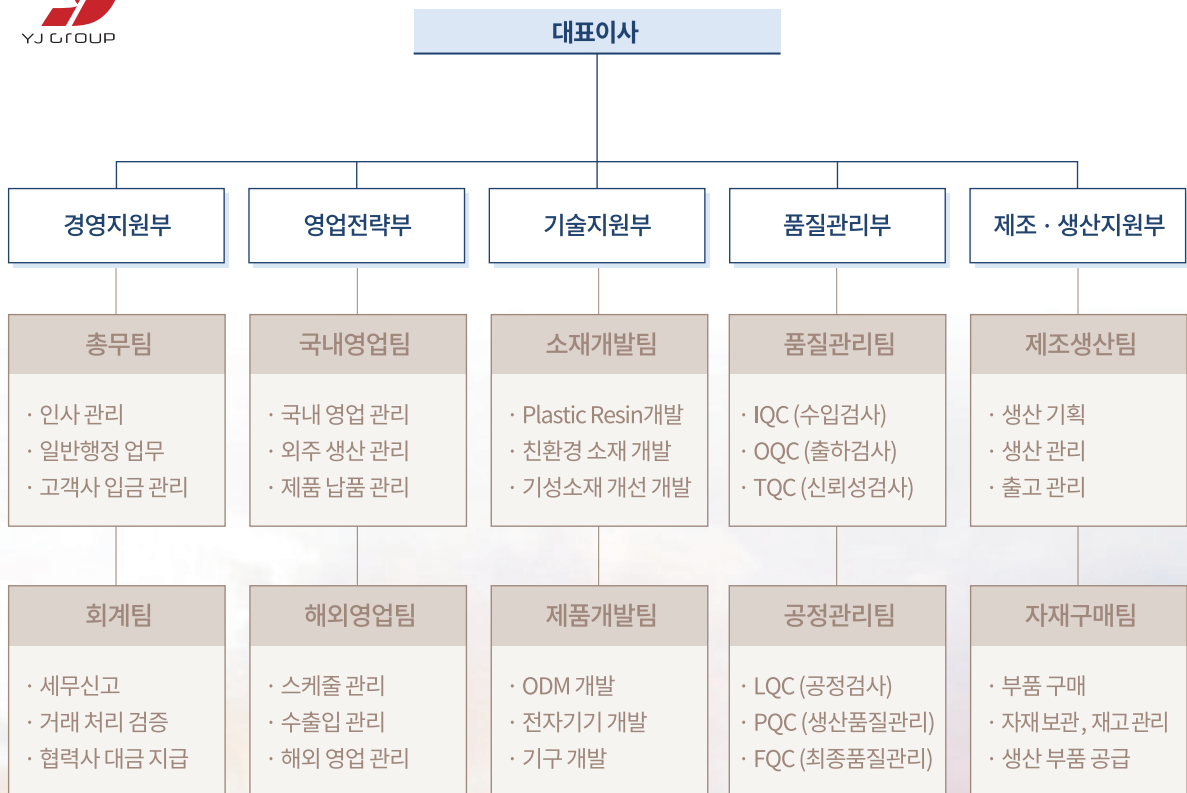 YJ GROUP
대표이사
경영지원부
영업전략부
기술지원부
품질관리부
제조 · 생산지원부
총무팀
· 인사 관리
· 일반행정 업무
· 고객사 입금 관리
국내영업팀
· 국내 영업 관리
· 외주 생산 관리
· 제품 납품 관리
소재개발팀
· Plastic Resin개발
· 친환경 소재 개발
· 기성소재 개선 개발
품질관리팀
· IQC (수입검사)
· OQC (출하검사)
· TQC (신뢰성검사)
제조생산팀
· 생산 기획
· 생산 관리
· 출고 관리
회계팀
· 세무신고
· 거래 처리 검증
· 협력사 대금 지급
해외영업팀
· 스케줄 관리
· 수출입 관리
· 해외 영업 관리
제품개발팀
· ODM 개발
· 전자기기 개발
· 기구 개발
공정관리팀
· LQC (공정검사)
· PQC (생산품질관리)
· FQC (최종품질관리)
자재구매팀
· 부품 구매
· 자재보관, 재고관리
· 생산 부품 공급